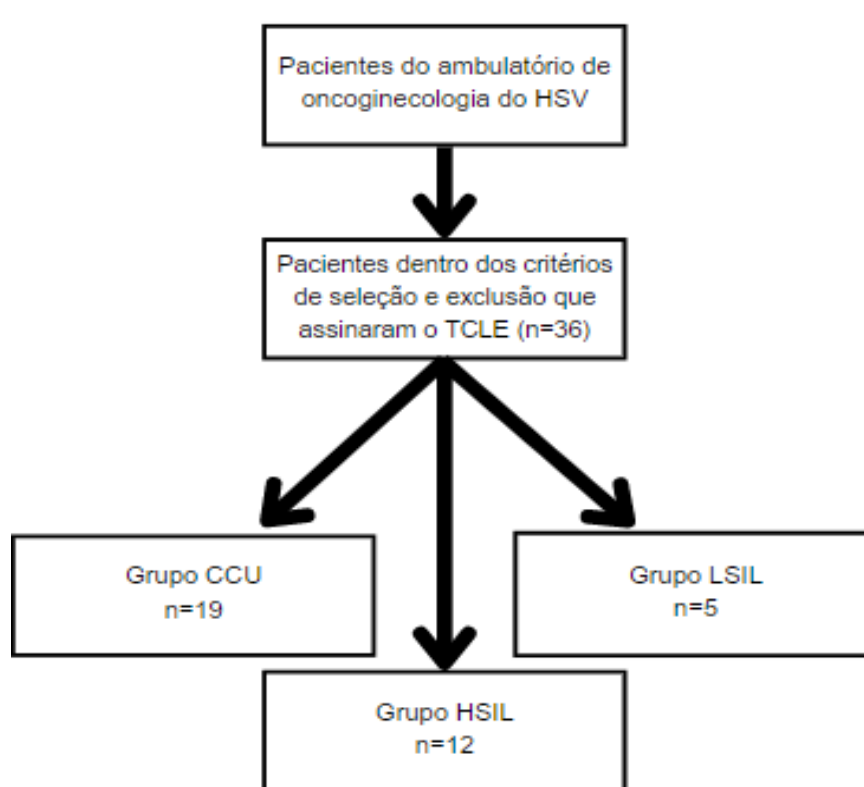 Pacientes do ambulatório de
oncoginecologia do HSV
Pacientes dentro dos critérios
de seleção e exclusão que
assinaram o TCLE (n=36)
Grupo CCU
n=19
Grupo LSIL
n=5
Grupo HSIL
n=12